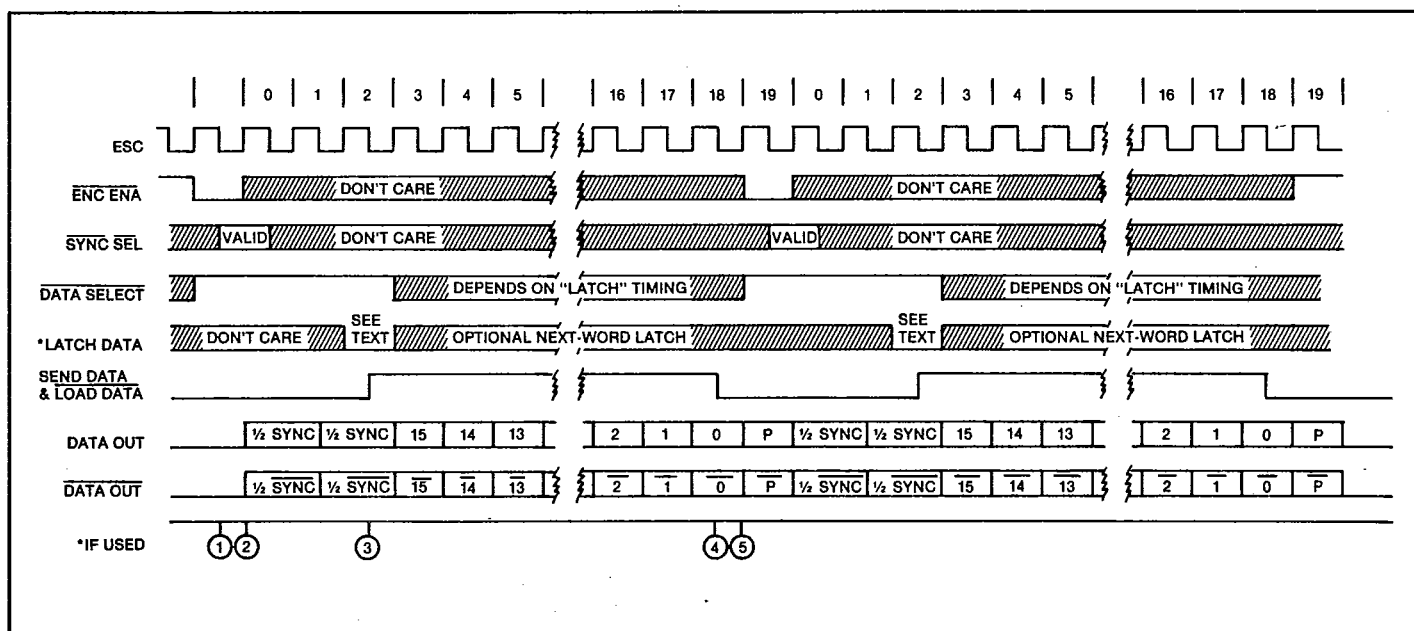 0 1 2 3 4 5 16 17 18 19 0 1 2 3 4 5 16 17 18 19
ESC
ENC ENA DON'T CARE DON'T CARE
SYNC SEL VALID DON'T CARE VALID DON'T CARE
DATA SELECT DEPENDS ON "LATCH" TIMING DEPENDS ON "LATCH" TIMING
*LATCH DATA DON'T CARE SEE TEXT OPTIONAL NEXT-WORD LATCH SEE TEXT OPTIONAL NEXT-WORD LATCH
SEND DATA
& LOAD DATA
DATA OUT ½ SYNC ½ SYNC 15 14 13 2 1 0 P ½ SYNC ½ SYNC 15 14 13 2 1 0 P
DATA OUT ½ SYNC ½ SYNC 15 14 13 2 1 0 P ½ SYNC ½ SYNC 15 14 13 2 1 0 P
*IF USED 1 2 3 4 5